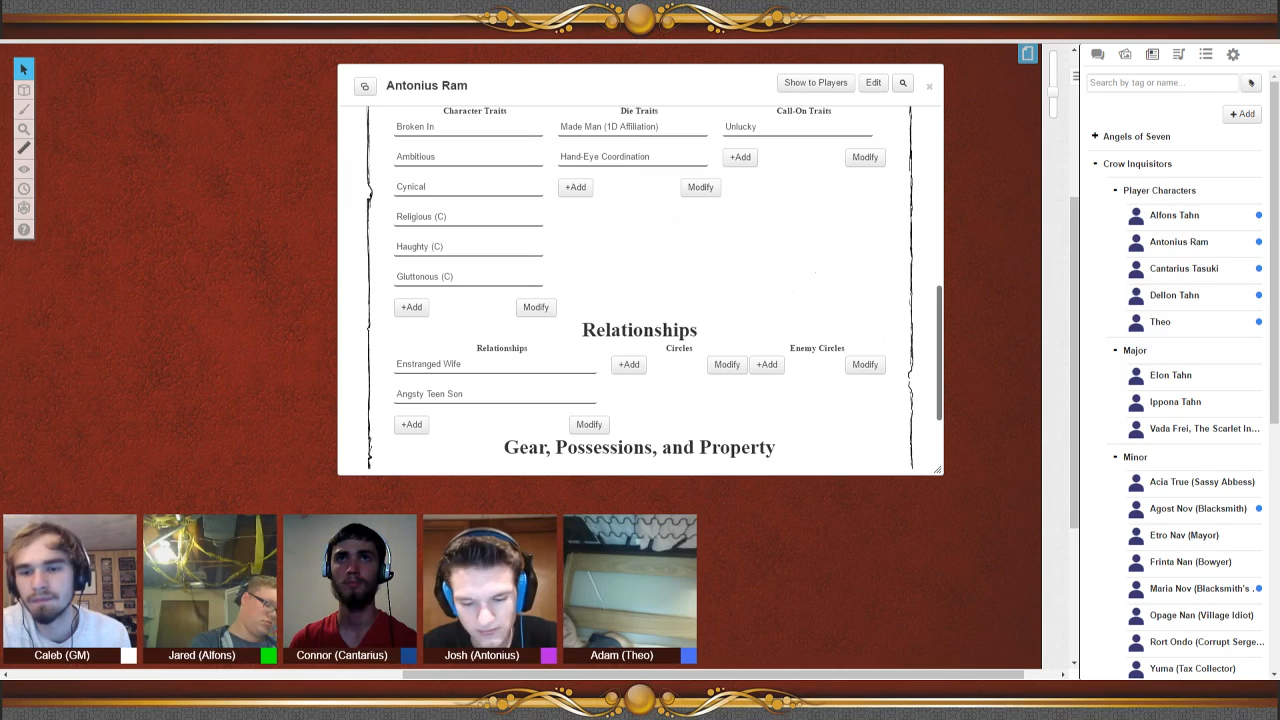 Antonius Ram
Show to Players
Edit
Character Traits
Die Traits
Call-On Traits
Broken In
Made Man (1D Affiliation)
Unlucky
Ambitious
Hand-Eye Coordination
+Add
Modify
Cynical
+Add
Modify
Religious (C)
Haughty (C)
Gluttonous (C)
+Add
Modify
Relationships
Relationships
Circles
Enemy Circles
Enstranged Wife
+Add
Modify
+Add
Modify
Angsty Teen Son
+Add
Modify
Gear, Possessions, and Property
Search by tag or name...
+ Add
Angels of Seven
Crow Inquisitors
Player Characters
Alfons Tahn
Antonius Ram
Cantarius Tasuki
Dellon Tahn
Theo
Major
Elon Tahn
Ippona Tahn
Vada Frei, The Scarlet In...
Minor
Acia True (Sassy Abbess)
Agost Nov (Blacksmith)
Etro Nav (Mayor)
Frinta Nan (Bowyer)
Maria Nov (Blacksmith's .
Opage Nan (Village Idiot)
Rort Ondo (Corrupt Serge...
Yuma (Tax Collector)
Caleb (GM)
Jared (Alfons)
Connor (Cantarius)
Josh (Antonius)
Adam (Theo)